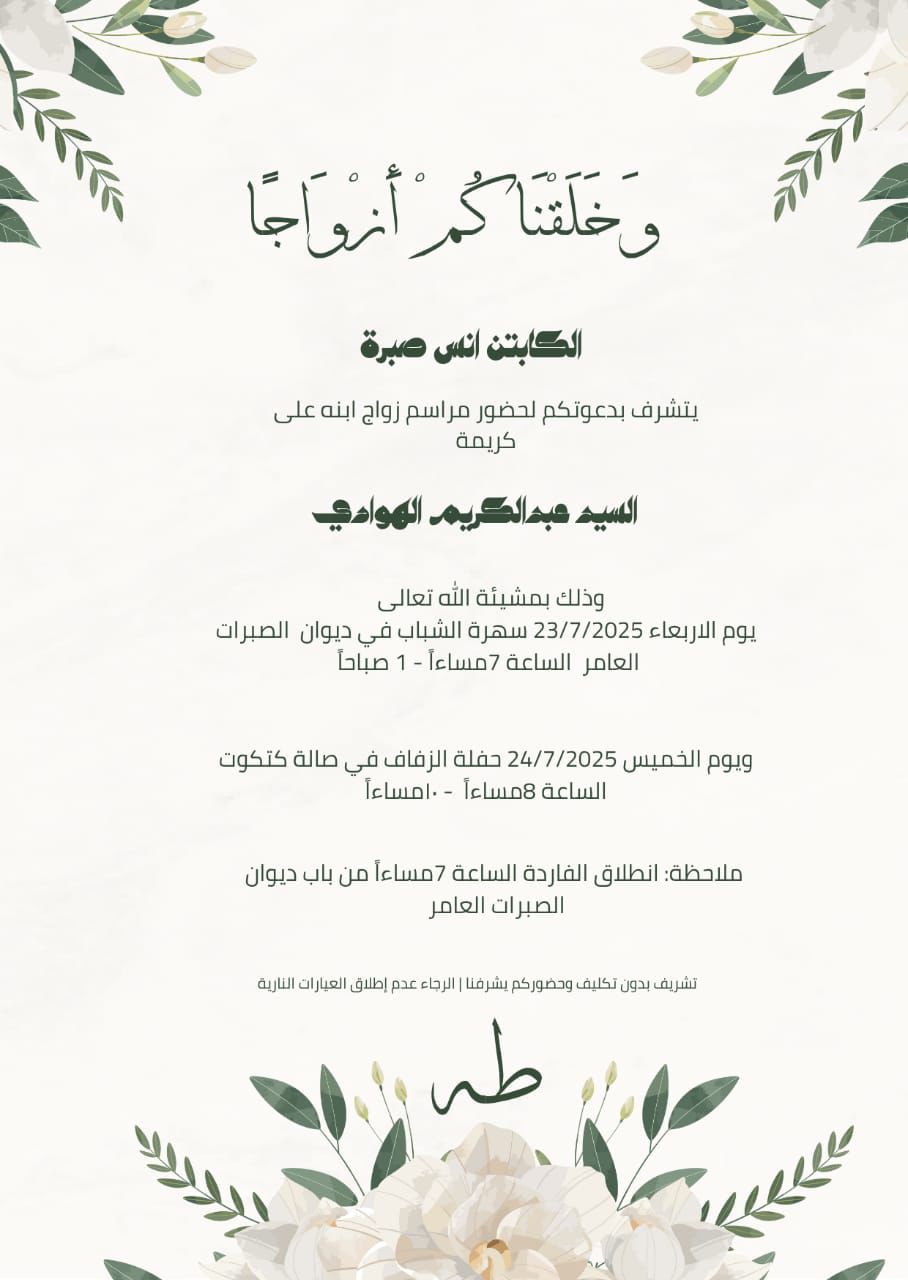 وَخَلَقْنَاكُمْ أَزْوَاجًا
الكابتن انس صبرة
يتشرف بدعوتكم لحضور مراسم زواج ابنه على
كريمة
السيد عبدالكريم الهوادي
وذلك بمشيئة الله تعالى
يوم الاربعاء 23/7/2025 سهرة الشباب في ديوان الصبرات
العامر الساعة 7مساءاً - 1 صباحاً
ويوم الخميس 24/7/2025 حفلة الزفاف في صالة كتكوت
الساعة 8مساءاً - ١٠مساءاً
ملاحظة: انطلاق الفاردة الساعة 7مساءاً من باب ديوان
الصبرات العامر
تشريف بدون تكليف وحضوركم يشرفنا | الرجاء عدم إطلاق العيارات النارية
طه